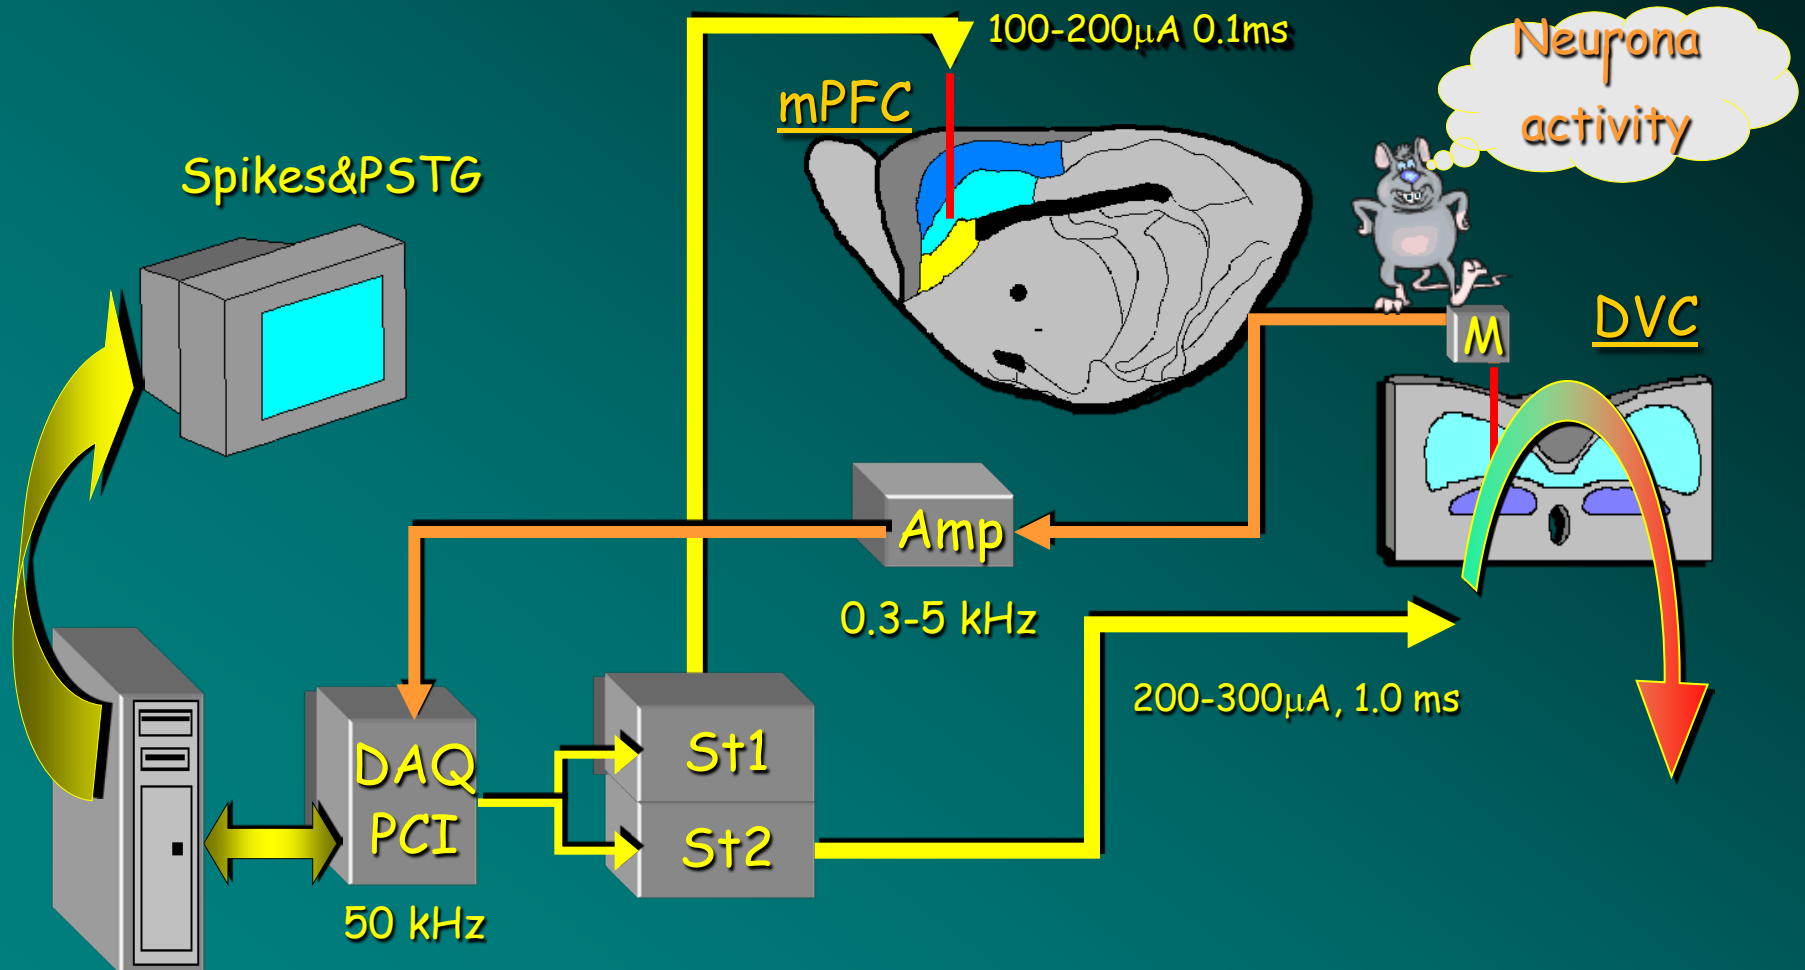 100-200μA 0.1ms
Neurona
activity
mPFC
Spikes&PSTG
DVC
M
Amp
0.3-5 kHz
200-300μA, 1.0 ms
DAQ
PCI
St1
St2
50 kHz